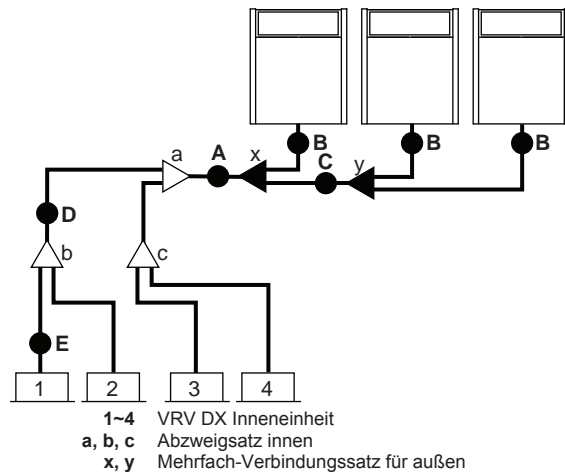 B
B
B
a
A
x
C
y
D
b
c
E
1
2
3
4
1~4 VRV DX Inneneinheit
a, b, c Abzweigsatz innen
x, y Mehrfach-Verbindungssatz für außen